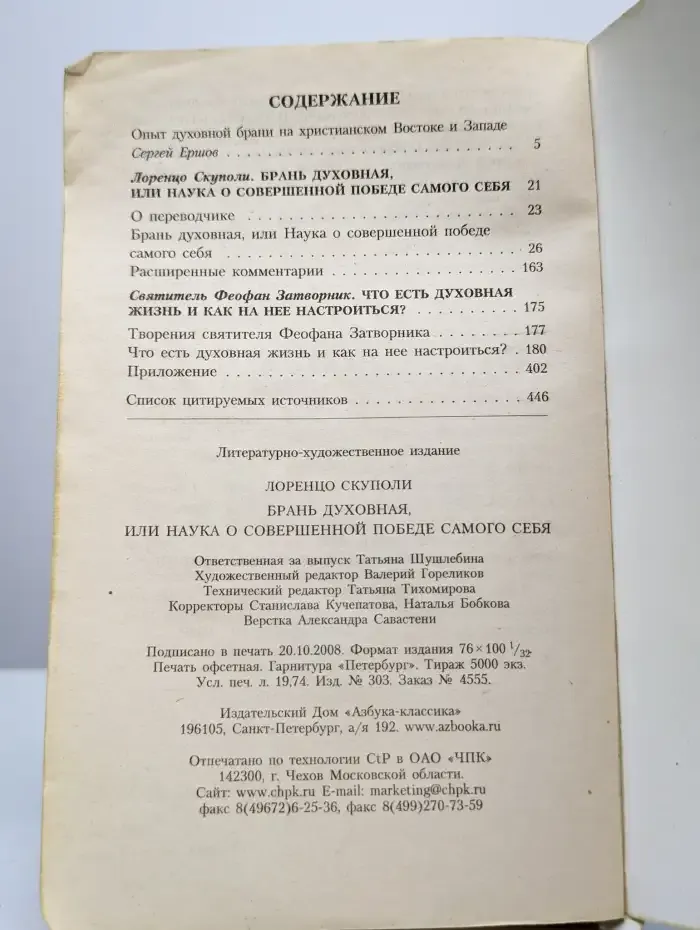 СОДЕРЖАНИЕ
Опыт духовной брани на христианском Востоке и Западе
Сергей Ершов . . . . . . . . . . . . . . . . . . . . . . . . . . . . 5
Лоренцо Скуполи. БРАНЬ ДУХОВНАЯ,
ИЛИ НАУКА О СОВЕРШЕННОЙ ПОБЕДЕ САМОГО СЕБЯ 21
О переводчике . . . . . . . . . . . . . . . . . . . . . . . . . . 23
Брань духовная, или Наука о совершенной победе
самого себя . . . . . . . . . . . . . . . . . . . . . . . . . . . . 26
Расширенные комментарии . . . . . . . . . . . . . . . . . . 163
Святитель Феофан Затворник. ЧТО ЕСТЬ ДУХОВНАЯ
ЖИЗНЬ И КАК НА НЕЕ НАСТРОИТЬСЯ? . . . . . . . . . . 175
Творения святителя Феофана Затворника . . . . . . . . . 177
Что есть духовная жизнь и как на нее настроиться? . 180
Приложение . . . . . . . . . . . . . . . . . . . . . . . . . . . . 402
Список цитируемых источников . . . . . . . . . . . . . . . . 446
Литературно-художественное издание
ЛОРЕНЦО СКУПОЛИ
БРАНЬ ДУХОВНАЯ,
ИЛИ НАУКА О СОВЕРШЕННОЙ ПОБЕДЕ САМОГО СЕБЯ
Ответственная за выпуск Татьяна Шушлебина
Художественный редактор Валерий Гореликов
Технический редактор Татьяна Тихомирова
Корректоры Станислава Кучепатова, Наталья Бобкова
Верстка Александра Савастени
Подписано в печать 20.10.2008. Формат издания 76×100 1/32.
Печать офсетная. Гарнитура «Петербург». Тираж 5000 экз.
Усл. печ. л. 19,74. Изд. № 303. Заказ № 4555.
Издательский Дом «Азбука-классика»
196105, Санкт-Петербург, а/я 192. www.azbooka.ru
Отпечатано по технологии CtP в ОАО «ЧПК»
142300, г. Чехов Московской области.
Сайт: www.chpk.ru E-mail: marketing@chpk.ru
факс 8(49672)6-25-36, факс 8(499)270-73-59